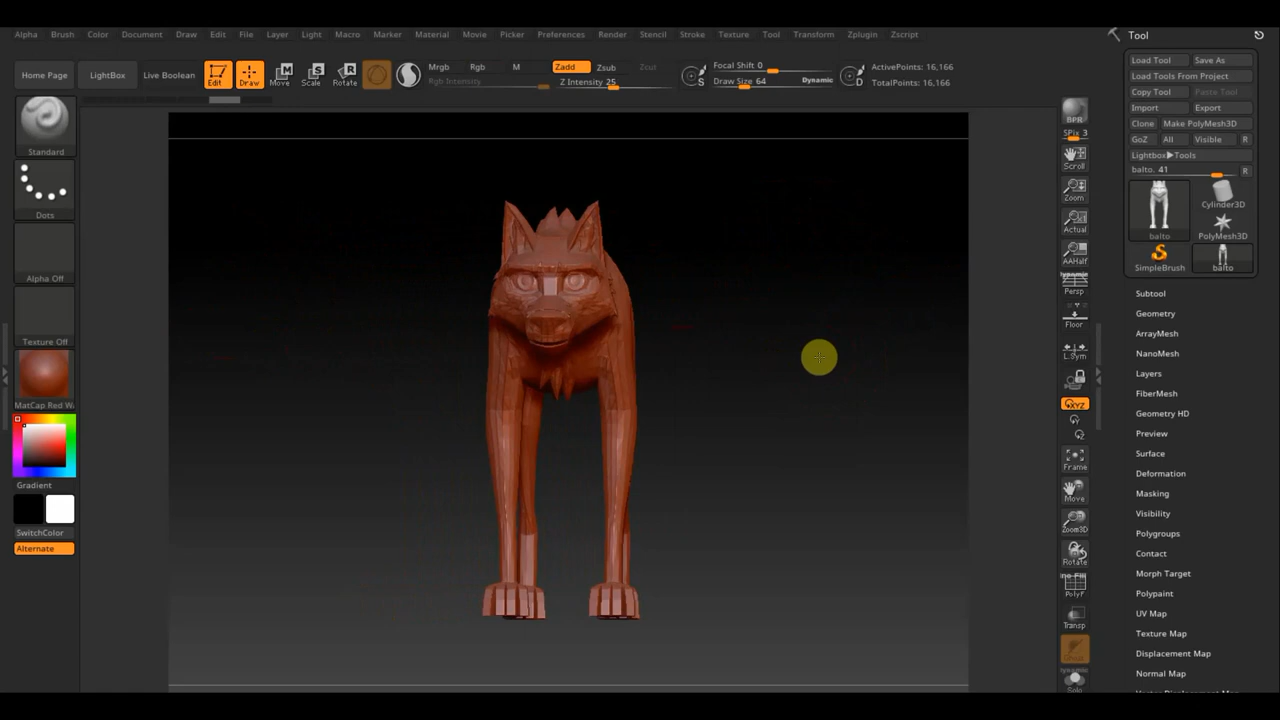 Tool
Alpha Brush Color Document Draw Edit File Layer Light Macro Marker Material Movie Picker Preferences Render Stencil Stroke Texture Tool Transform Zplugin Zscript
Home Page LightBox Live Boolean Edit Draw Move Scale Rotate
Mrgb Rgb M Zadd Zsub Zcut
Rgb Intensity Z Intensity 25
Focal Shift 0
Draw Size 64 Dynamic
ActivePoints: 16,166
TotalPoints: 16,166
S
D
Standard
Dots
Alpha Off
Texture Off
MatCap Red Wa
Gradient
SwitchColor
Alternate
BPR
SPix 3
Scroll
Zoom
Actual
AAHalf
Dynamic
Persp
Floor
L.Sym
XYZ
Frame
Move
Zoom3D
Rotate
PolyF
Transp
Ghost
Dynamic
Solo
Load Tool Save As
Load Tools From Project
Copy Tool Paste Tool
Import Export
Clone Make PolyMesh3D
GoZ All Visible R
Lightbox▶Tools
balto. 41 R
balto
Cylinder3D
PolyMesh3D
SimpleBrush
balto
Subtool
Geometry
ArrayMesh
NanoMesh
Layers
FiberMesh
Geometry HD
Preview
Surface
Deformation
Masking
Visibility
Polygroups
Contact
Morph Target
Polypaint
UV Map
Texture Map
Displacement Map
Normal Map